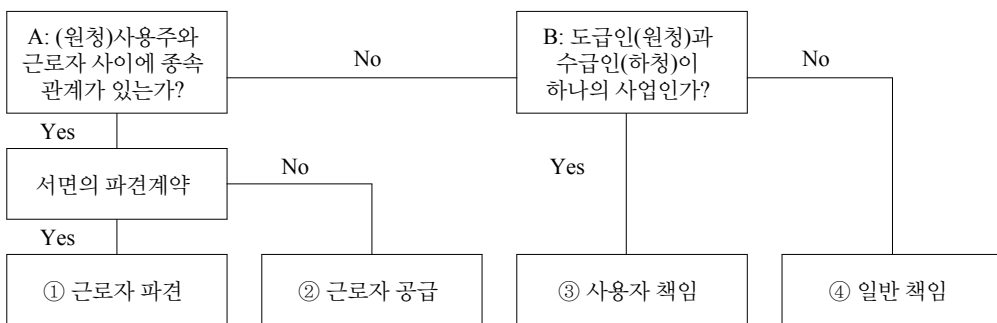 A: (원청)사용주와
근로자 사이에 종속
관계가 있는가?
No
B: 도급인(원청)과
수급인(하청)이
하나의 사업인가?
No
Yes
서면의 파견계약
No
Yes
Yes
① 근로자 파견
② 근로자 공급
③ 사용자 책임
④ 일반 책임